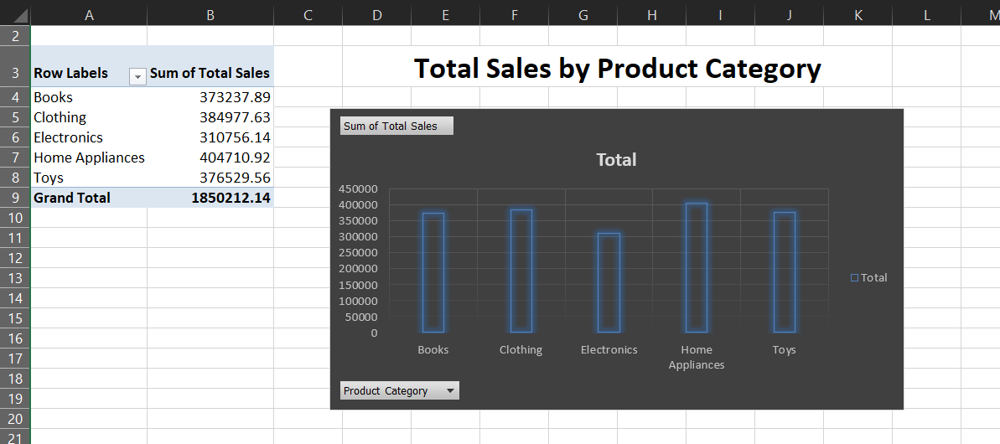 A B C D E F G H I J K L M
2
3 Row Labels Sum of Total Sales Total Sales by Product Category
4 Books 373237.89
5 Clothing 384977.63
6 Electronics 310756.14
7 Home Appliances 404710.92
8 Toys 376529.56
9 Grand Total 1850212.14
10
11
12
13
14
15
16
17
18
19
20
21
Sum of Total Sales
Total
450000
400000
350000
300000
250000
200000
150000
100000
50000
0
Books Clothing Electronics Home Toys
Appliances
Total
Product Category